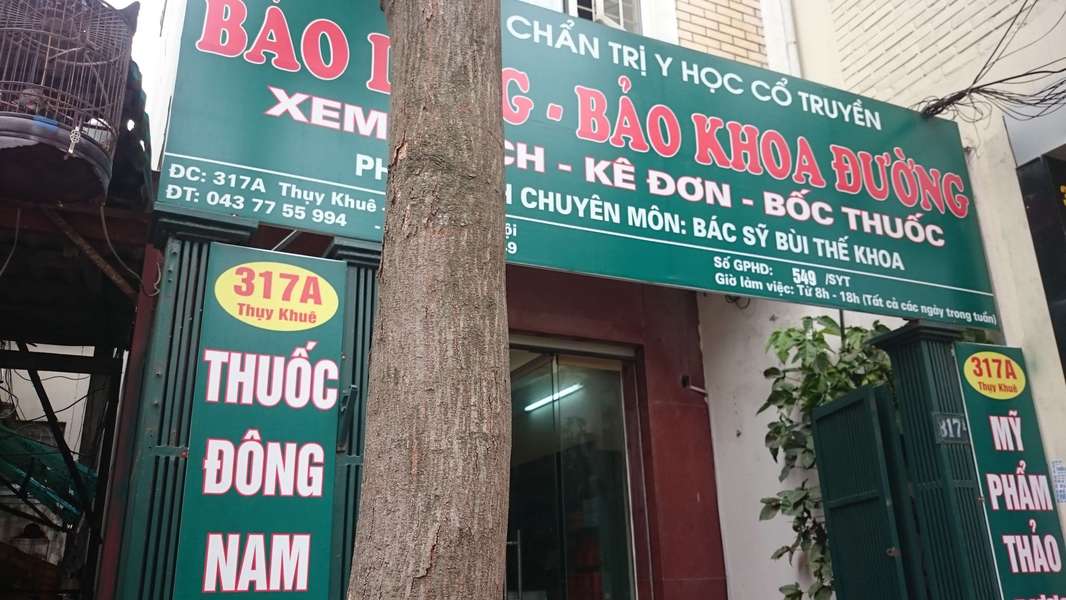 CHẨN TRỊ Y HỌC CỔ TRUYỀN
BẢO - BẢO KHOA ĐƯỜNG
XEM - KÊ ĐƠN - BỐC THUỐC
CHUYÊN MÔN: BÁC SỸ BÙI THẾ KHOA
ĐC: 317A Thụy Khuê -
ĐT: 043 77 55 994 -
Số GPHĐ: 549 /SYT
Giờ làm việc: Từ 8h - 18h (Tất cả các ngày trong tuần)
317A
Thụy Khuê
THUỐC
ĐÔNG
NAM
317A
Thụy Khuê
MỸ
PHẨM
THẢO
317